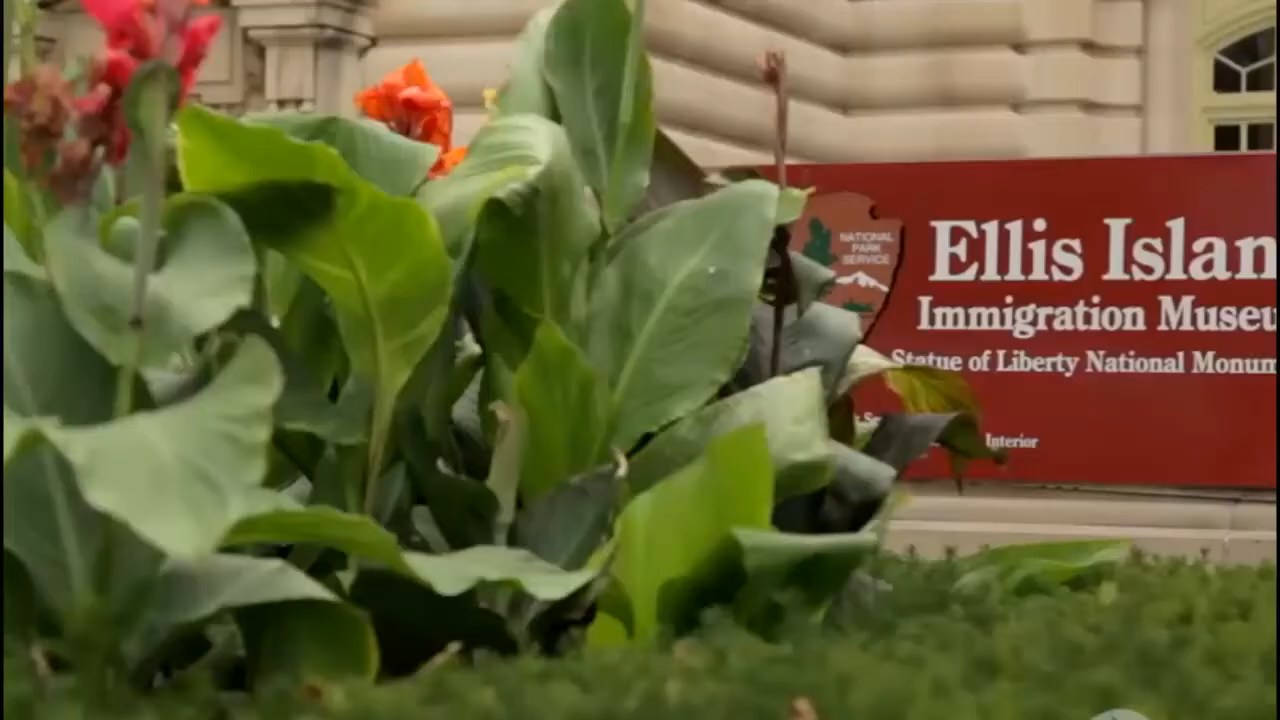 NATIONAL
PARK
SERVICE
Ellis Islan
Immigration Museu
Statue of Liberty National Monum
Interior